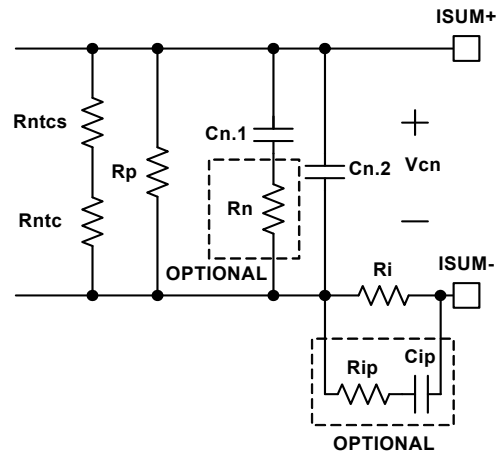 ISUM+
Rntcs
Cn.1
+
Rp
Cn.2
Vcn
Rntc
Rn
−
OPTIONAL
Ri
ISUM-
Rip
Cip
OPTIONAL